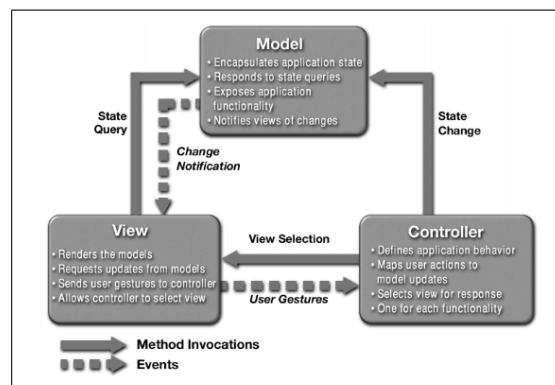 Model
• Encapsulates application state
• Responds to state queries
• Exposes application
functionality
• Notifies views of changes
State
Query
Change
Notification
State
Change
View
• Renders the models
• Requests updates from models
• Sends user gestures to controller
• Allows controller to select view
View Selection
User Gestures
Controller
• Defines application behavior
• Maps user actions to
model updates
• Selects view for response
• One for each functionality
Method Invocations
Events